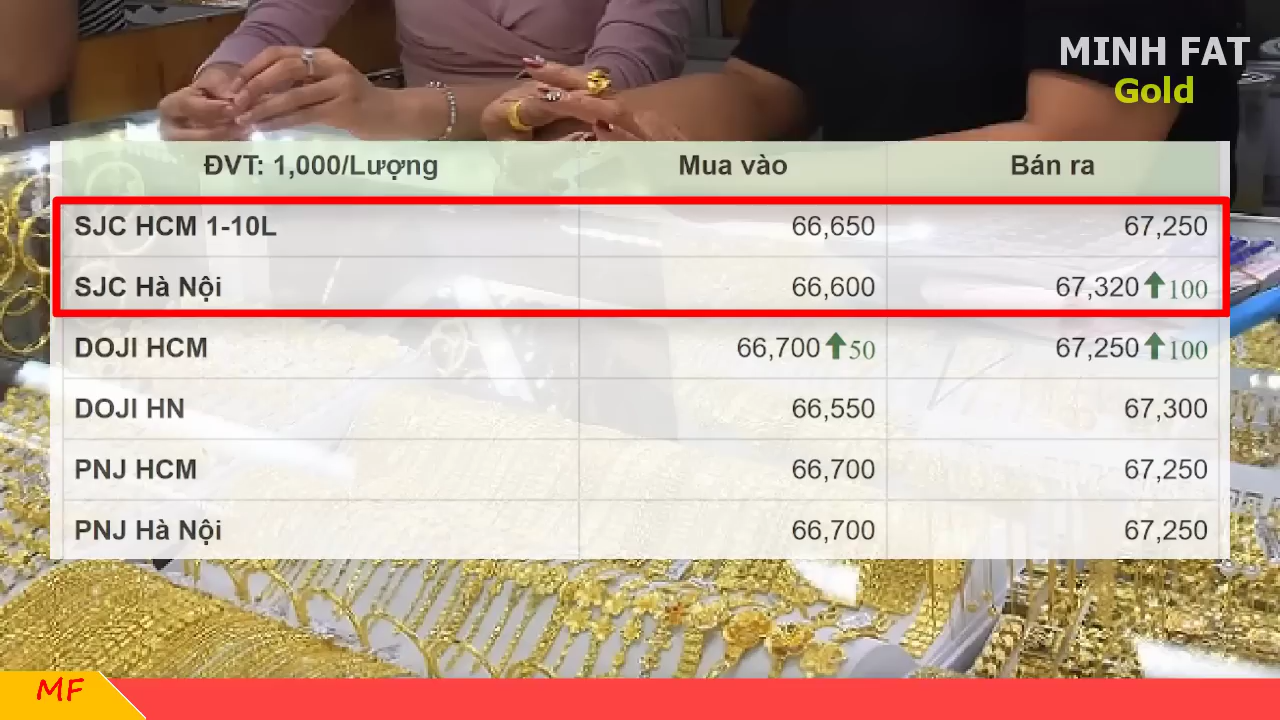 MINH FAT
Gold
ĐVT: 1,000/Lượng Mua vào Bán ra
SJC HCM 1-10L 66,650 67,250
SJC Hà Nội 66,600 67,320 100
DOJI HCM 66,700 50 67,250 100
DOJI HN 66,550 67,300
PNJ HCM 66,700 67,250
PNJ Hà Nội 66,700 67,250
MF